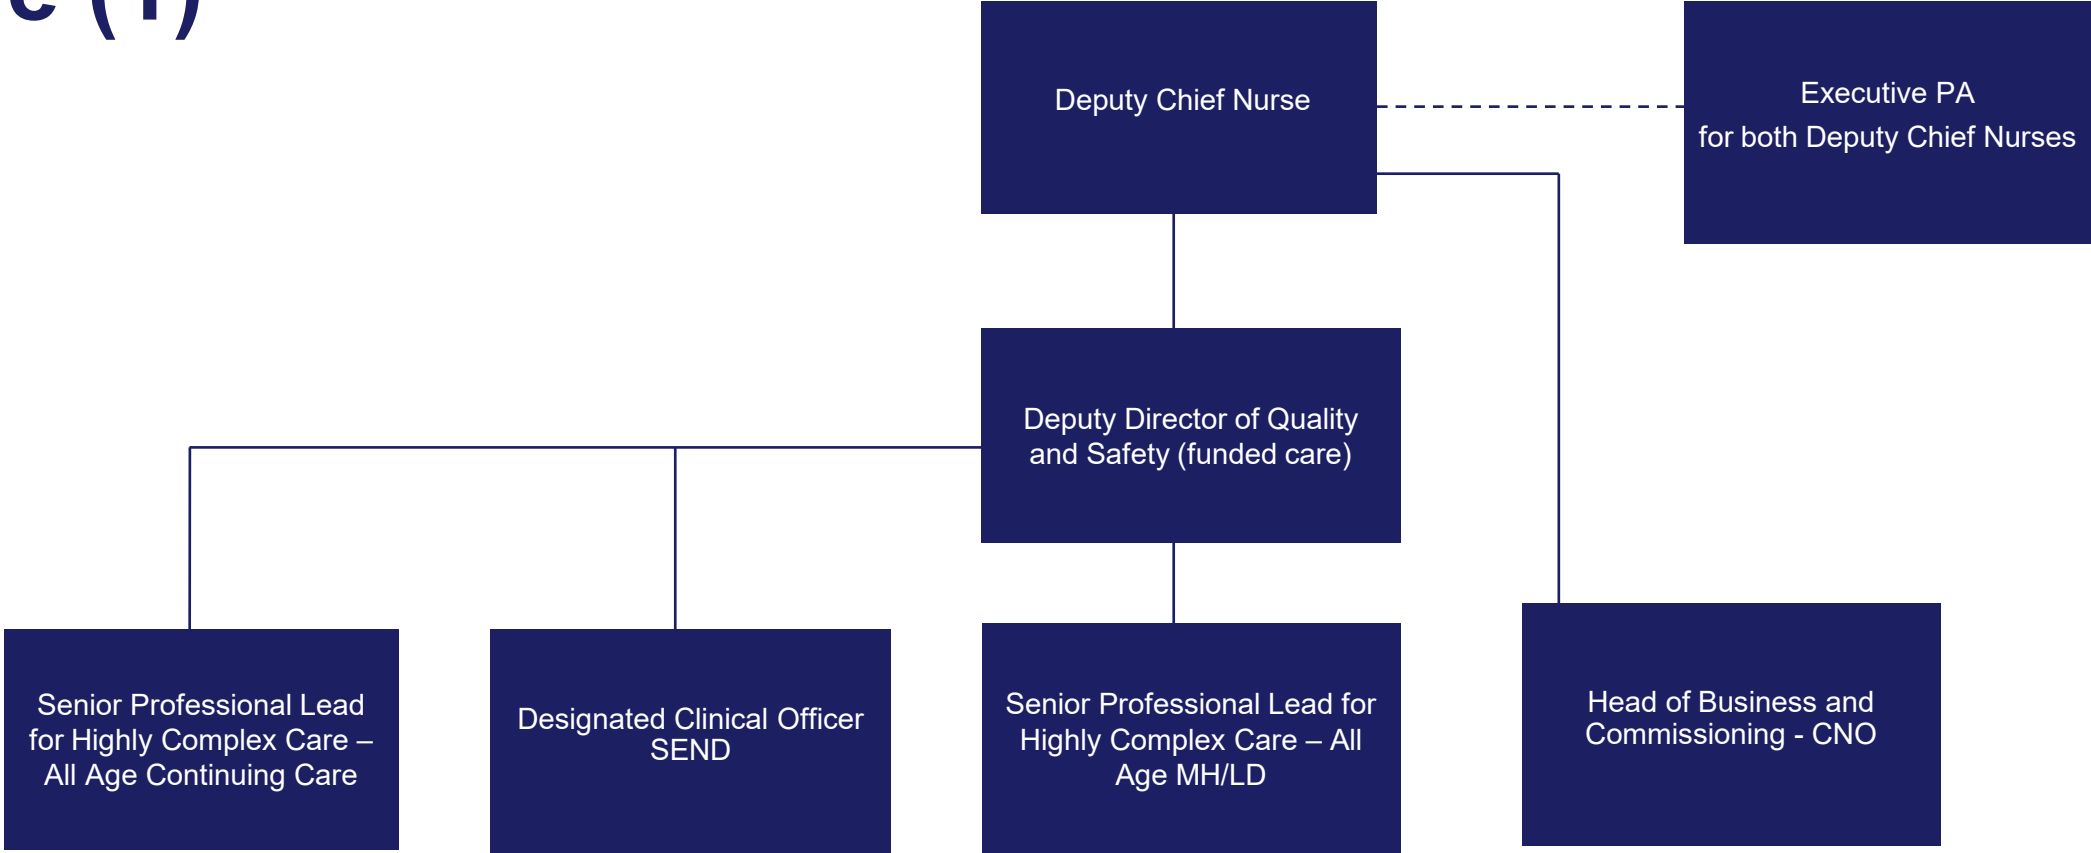 Deputy Chief Nurse
Executive PA
for both Deputy Chief Nurses
Deputy Director of Quality
and Safety (funded care)
Senior Professional Lead
for Highly Complex Care –
All Age Continuing Care
Designated Clinical Officer
SEND
Senior Professional Lead for
Highly Complex Care – All
Age MH/LD
Head of Business and
Commissioning - CNO